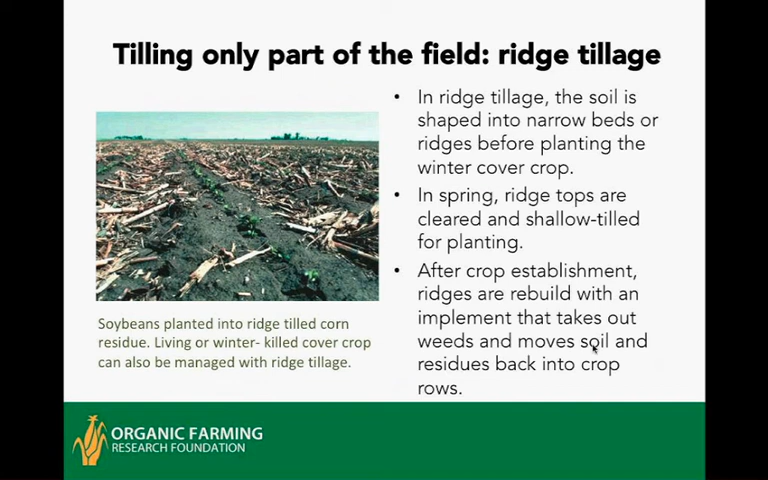 Tilling only part of the field: ridge tillage
• In ridge tillage, the soil is
shaped into narrow beds or
ridges before planting the
winter cover crop.
• In spring, ridge tops are
cleared and shallow-tilled
for planting.
• After crop establishment,
ridges are rebuild with an
implement that takes out
weeds and moves soil and
residues back into crop
rows.
Soybeans planted into ridge tilled corn
residue. Living or winter- killed cover crop
can also be managed with ridge tillage.
ORGANIC FARMING
RESEARCH FOUNDATION